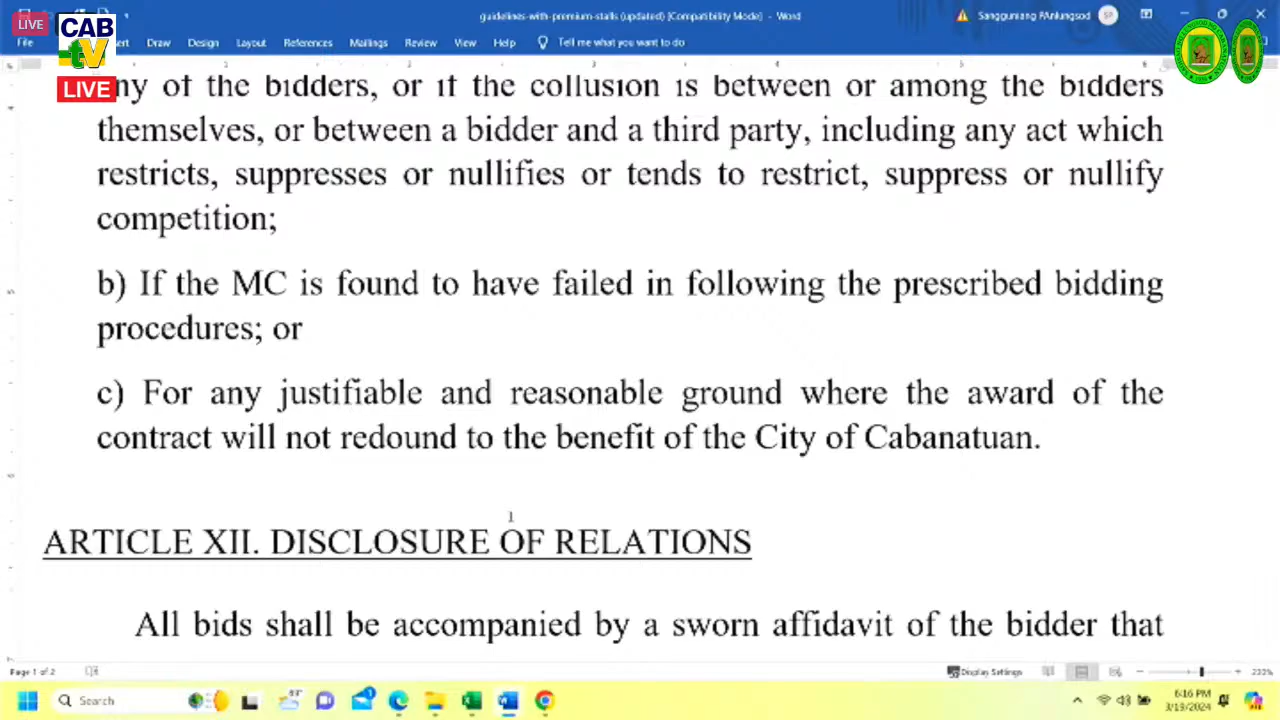 LIVE
CAB
tv
LIVE
guidelines-with-premium-stalls (updated) [Compatibility Mode] - Word
Sangguniang PAnlungsod
SP
File
Draw
Design
Layout
References
Mailings
Review
View
Help
Tell me what you want to do
ny of the bidders, or if the collusion is between or among the bidders
themselves, or between a bidder and a third party, including any act which
restricts, suppresses or nullifies or tends to restrict, suppress or nullify
competition;
b) If the MC is found to have failed in following the prescribed bidding
procedures; or
c) For any justifiable and reasonable ground where the award of the
contract will not redound to the benefit of the City of Cabanatuan.
ARTICLE XII. DISCLOSURE OF RELATIONS
All bids shall be accompanied by a sworn affidavit of the bidder that
Page 1 of 2
Display Settings
233%
Search
6:16 PM
3/19/2024